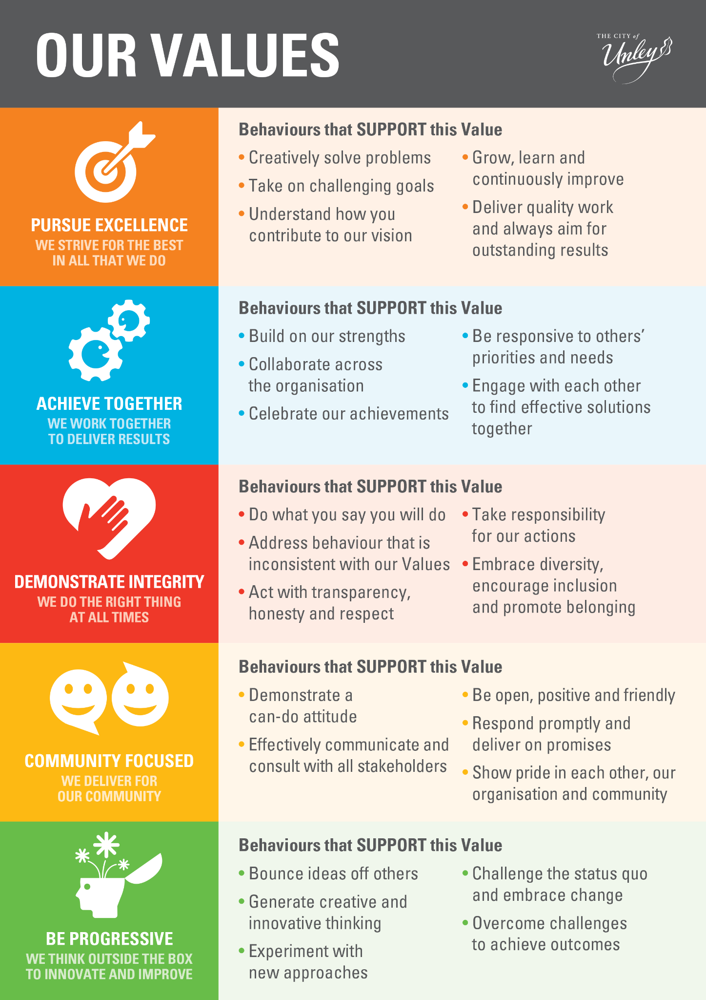 OUR VALUES
THE CITY of
Unley
PURSUE EXCELLENCE
WE STRIVE FOR THE BEST
IN ALL THAT WE DO
Behaviours that SUPPORT this Value
• Creatively solve problems
• Take on challenging goals
• Understand how you
contribute to our vision
• Grow, learn and
continuously improve
• Deliver quality work
and always aim for
outstanding results
ACHIEVE TOGETHER
WE WORK TOGETHER
TO DELIVER RESULTS
Behaviours that SUPPORT this Value
• Build on our strengths
• Collaborate across
the organisation
• Celebrate our achievements
• Be responsive to others’
priorities and needs
• Engage with each other
to find effective solutions
together
DEMONSTRATE INTEGRITY
WE DO THE RIGHT THING
AT ALL TIMES
Behaviours that SUPPORT this Value
• Do what you say you will do
• Address behaviour that is
inconsistent with our Values
• Act with transparency,
honesty and respect
• Take responsibility
for our actions
• Embrace diversity,
encourage inclusion
and promote belonging
COMMUNITY FOCUSED
WE DELIVER FOR
OUR COMMUNITY
Behaviours that SUPPORT this Value
• Demonstrate a
can-do attitude
• Effectively communicate and
consult with all stakeholders
• Be open, positive and friendly
• Respond promptly and
deliver on promises
• Show pride in each other, our
organisation and community
BE PROGRESSIVE
WE THINK OUTSIDE THE BOX
TO INNOVATE AND IMPROVE
Behaviours that SUPPORT this Value
• Bounce ideas off others
• Generate creative and
innovative thinking
• Experiment with
new approaches
• Challenge the status quo
and embrace change
• Overcome challenges
to achieve outcomes